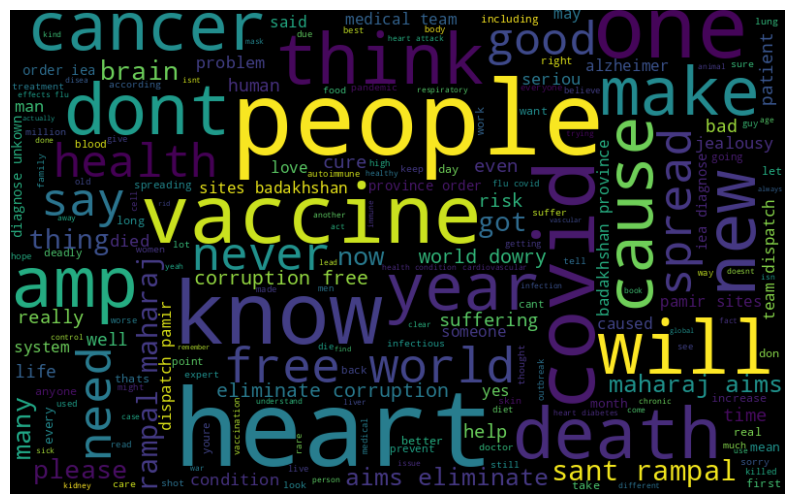 cancer
think
one
good
people
dont
vaccine
covid
make
heart
know
will
death
free world
year
new
cause
spread
never
amp
health
say
need
brain
thing
many
please
life
system
really
well
man
problem
order iea
said
medical team
due
including
may
lung
kind
mask
best
body
heart attack
right
alzheimer
according
treatment
disea
effects flu
actually
human
food
pandemic
respiratory
everyone
seriou
want
believe
animal
sure
use
patient
million
done
give
blood
love
cure
high
keep
day
work
even
bad
guy
age
jealousy
going
let
diagnose unkown
family
old
spreading
autoimmune
healthy
sites badakhshan
province order
flu covid
risk
got
suffer
iea diagnose
always
away
cell
rid
long
another
act
immune
now
died
women
hope
deadly
lot
yeah
lead
world dowry
getting
vascular
tell
way
doesnt
isn
team dispatch
badakhshan province
corruption free
made
men
health condition cardiovascular
infection
cant
book
pamir sites
worse
control
remember
clear
suffering
someone
caused
global
fact
see
don
thats
point
die
find
infectious
thought
anyone
might
expert
back
outbreak
rampal maharaj
dispatch pamir
eliminate corruption
yes
maharaj aims
used
every
case
understand
liver
skin
month
increase
chronic
time
youre
vaccination
rare
medical
diet
heart diabetes
come
real
much
mean
sick
read
better
prevent
doctor
help
still
sorry
killed
first
kidney
care
shot
war
condition
live
look
issue
person
aims eliminate
sant rampal
take
different